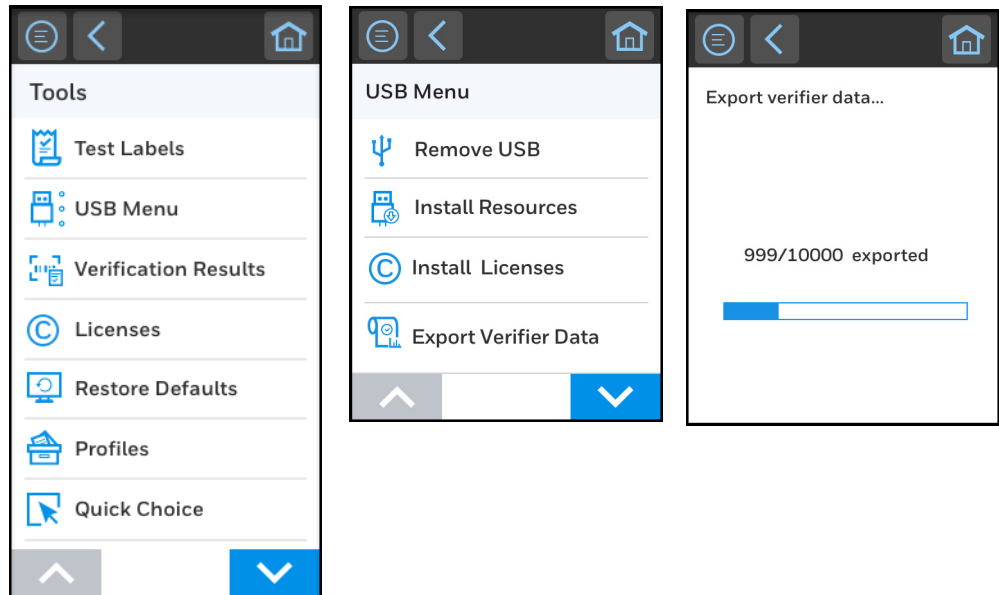 Tools
Test Labels
USB Menu
Verification Results
Licenses
Restore Defaults
Profiles
Quick Choice
USB Menu
Remove USB
Install Resources
Install Licenses
Export Verifier Data
Export verifier data...
999/10000 exported